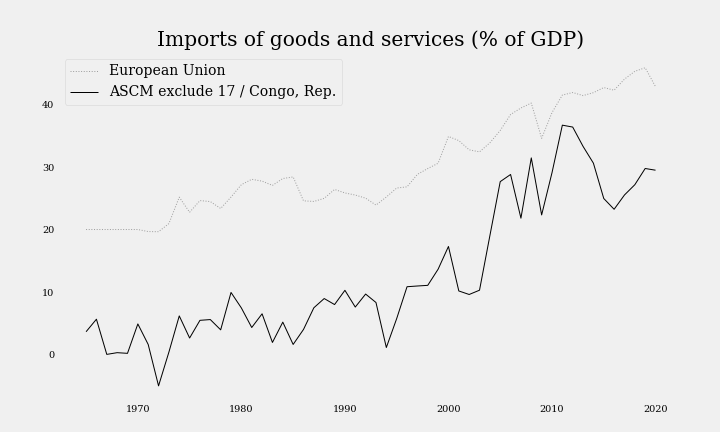 Imports of goods and services (% of GDP)
European Union
ASCM exclude 17 / Congo, Rep.
40
30
20
10
0
1970 1980 1990 2000 2010 2020